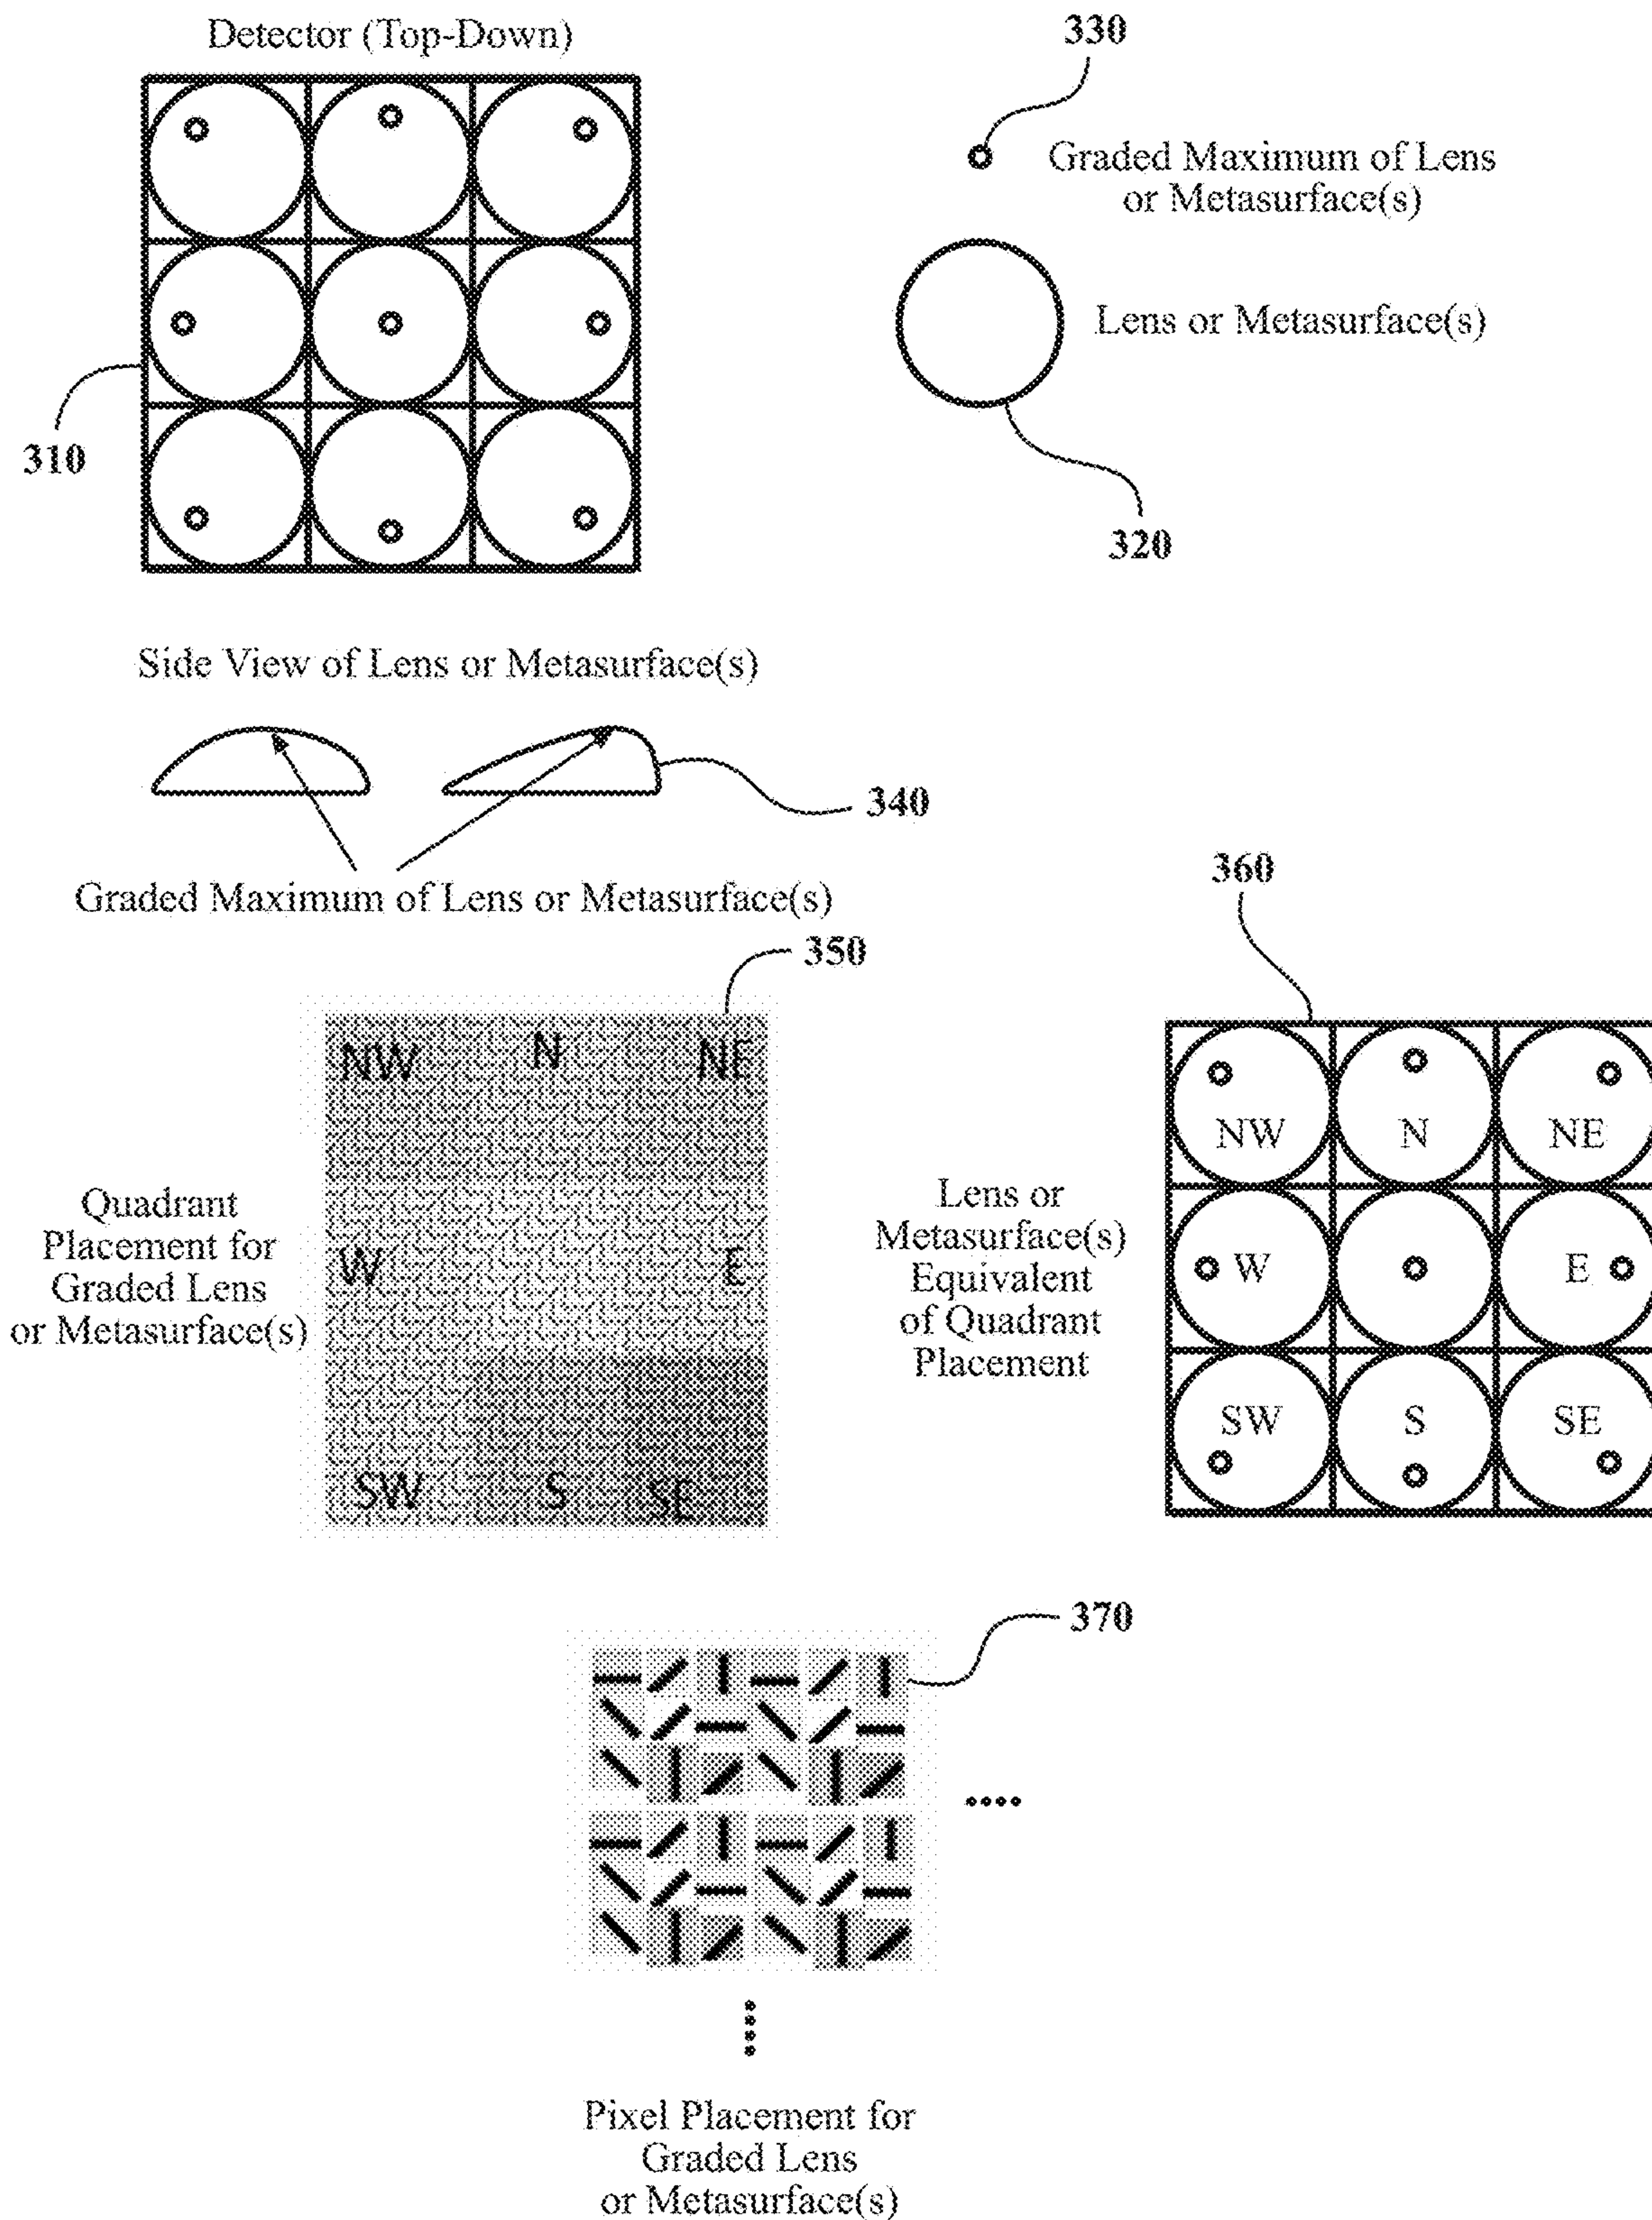 Detector (Top-Down)
330
Graded Maximum of Lens
or Metasurface(s)
Lens or Metasurface(s)
310
320
Side View of Lens or Metasurface(s)
340
Graded Maximum of Lens or Metasurface(s)
350
360
NW N NE
W E
SW S SE
Quadrant
Placement for
Graded Lens
or Metasurface(s)
Lens or
Metasurface(s)
Equivalent
of Quadrant
Placement
NW N NE
W E
SW S SE
370
Pixel Placement for
Graded Lens
or Metasurface(s)